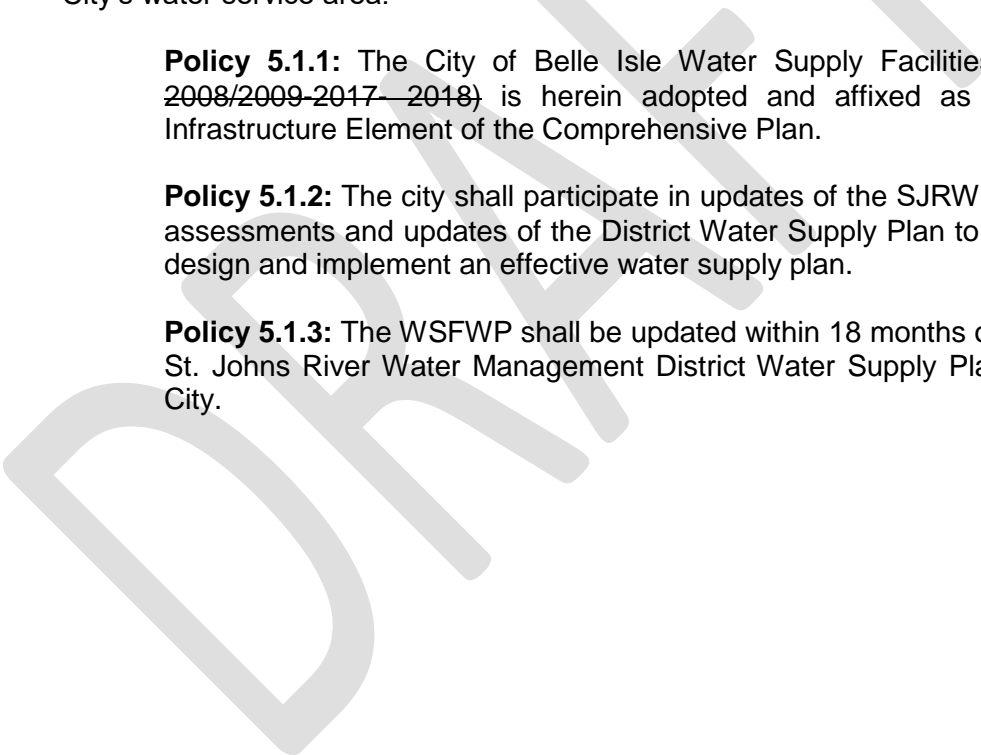 City's water service area.
Policy 5.1.1: The City of Belle Isle Water Supply Facilities
2008/2009-2017- 2018) is herein adopted and affixed as
Infrastructure Element of the Comprehensive Plan.
Policy 5.1.2: The city shall participate in updates of the SJRW
assessments and updates of the District Water Supply Plan to
design and implement an effective water supply plan.
Policy 5.1.3: The WSFWP shall be updated within 18 months
St. Johns River Water Management District Water Supply
City.
DRAFT